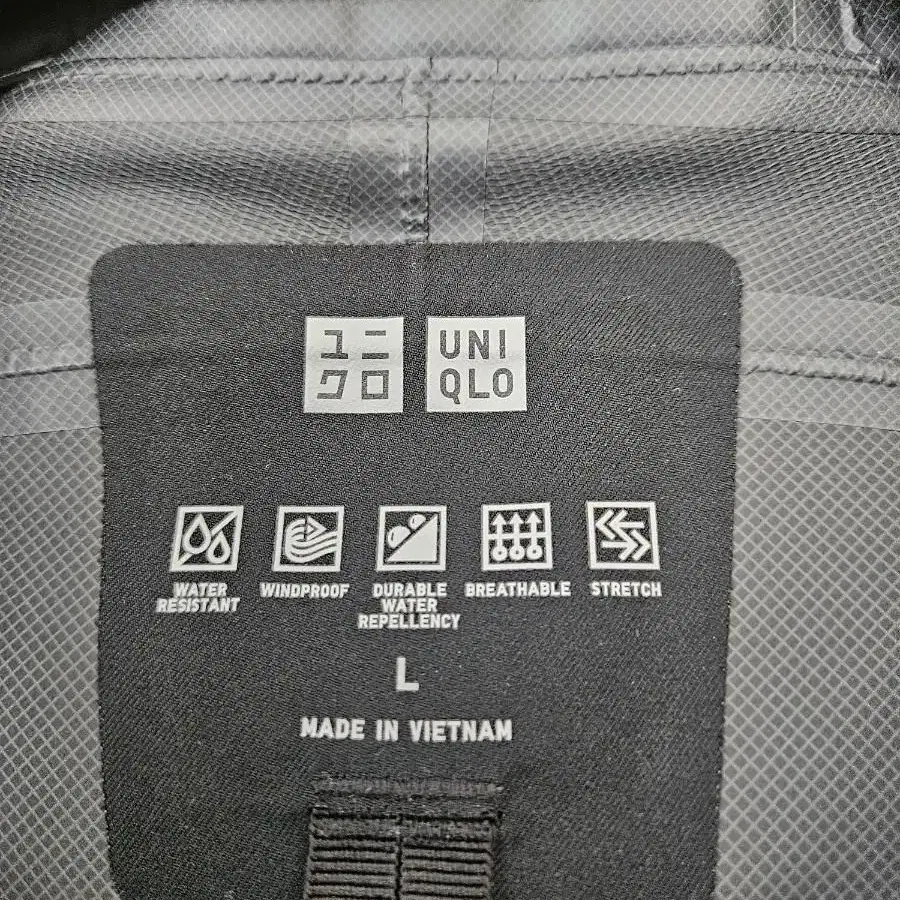 ユニ
クロ
UNI
QLO
WATER
RESISTANT
WINDPROOF
DURABLE
WATER
REPELLENCY
BREATHABLE
STRETCH
L
MADE IN VIETNAM